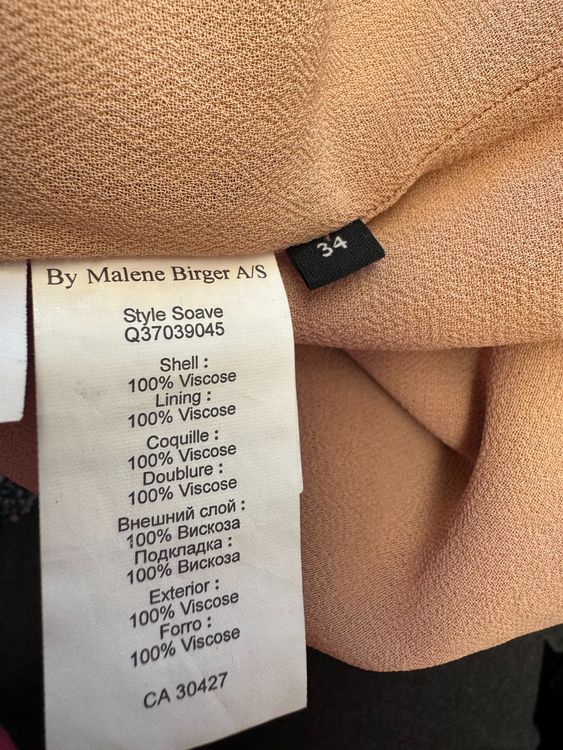 34
By Malene Birger A/S
Style Soave
Q37039045
Shell :
100% Viscose
Lining :
100% Viscose
Coquille :
100% Viscose
Doublure :
100% Viscose
Внешний слой :
100% Вискоза
Подкладка :
100% Вискоза
Exterior :
100% Viscose
Forro :
100% Viscose
CA 30427